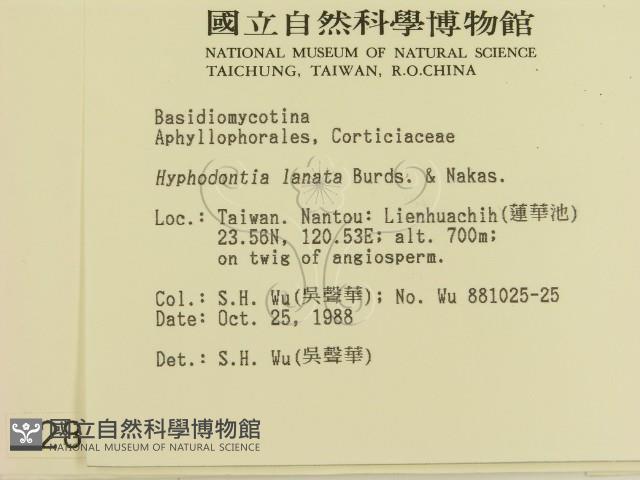 國立自然科學博物館
NATIONAL MUSEUM OF NATURAL SCIENCE
TAICHUNG, TAIWAN, R.O.CHINA
Basidiomycotina
Aphyllophorales, Corticiaceae
Hyphodontia lanata Burds. & Nakas.
Loc.: Taiwan. Nantou: Lienhuachih(蓮華池)
23.56N, 120.53E; alt. 700m;
on twig of angiosperm.
Col.: S.H. Wu(吳聲華); No. Wu 881025-25
Date: Oct. 25, 1988
Det.: S.H. Wu(吳聲華)
28
國立自然科學博物館
NATIONAL MUSEUM OF NATURAL SCIENCE